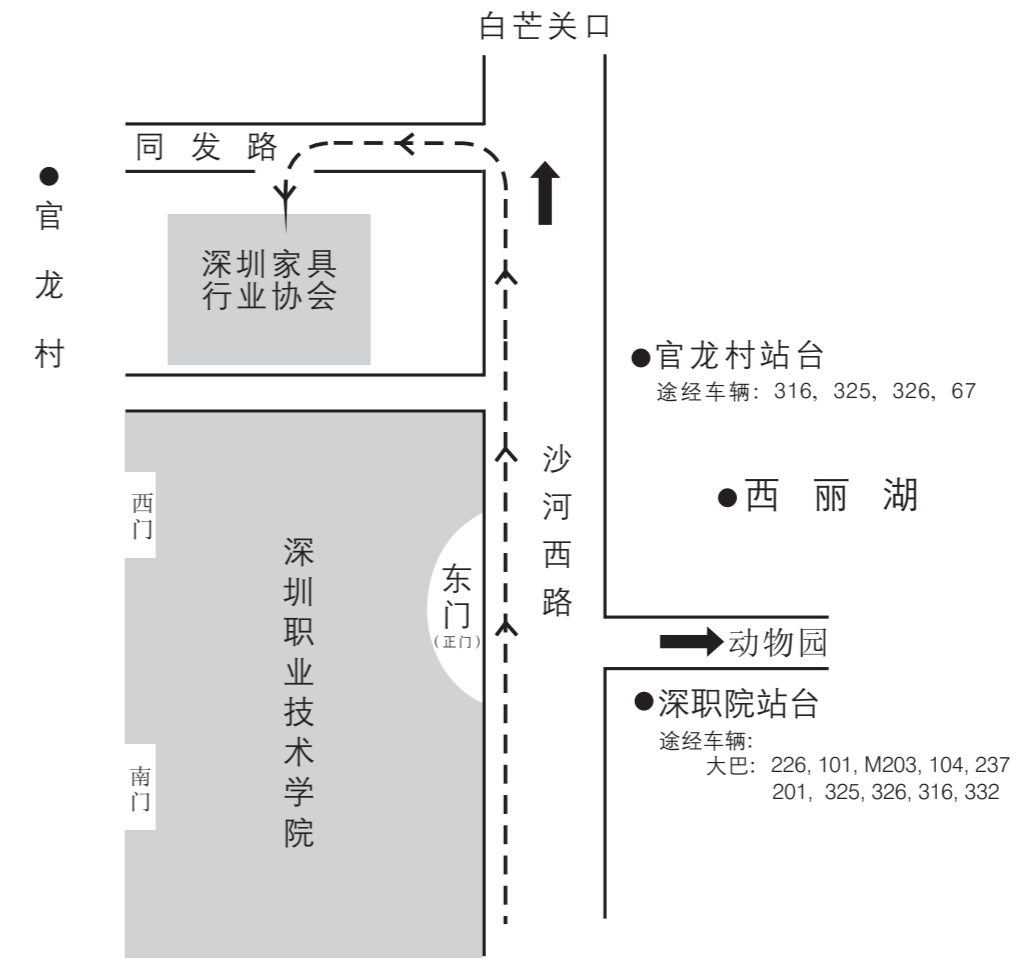 白芒关口
同发路
官龙村
深圳家具
行业协会
官龙村站台
途经车辆：316，325，326，67
沙河西路
西丽湖
西门
深圳职业技术学院
东门
(正门)
动物园
深职院站台
途经车辆：
大巴：226, 101, M203, 104, 237
201, 325, 326, 316, 332
南门